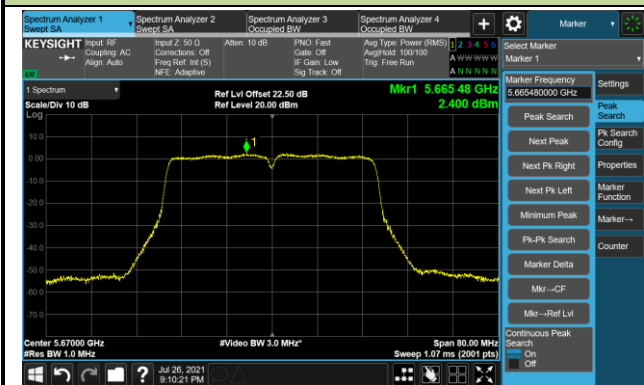 Spectrum Analyzer 1
Swept SA
Spectrum Analyzer 2
Swept SA
Spectrum Analyzer 3
Occupied BW
Spectrum Analyzer 4
Occupied BW
+
Marker
KEYSIGHT
Input: RF
Coupling: AC
Align: Auto
Input Z: 50 Ω
Corrections: Off
Freq Ref: Int (S)
NFE: Adaptive
Atten: 10 dB
PNO: Fast
Gate: Off
IF Gain: Low
Sig Track: Off
Avg Type: Power (RMS)
Avg|Hold: 100/100
Trig: Free Run
1 2 3 4 5 6
A W W W W W
A N N N N N
Select Marker
Marker 1
1 Spectrum
Scale/Div 10 dB
Log
Ref Lvl Offset 22.50 dB
Ref Level 20.00 dBm
Mkr1 5.665 48 GHz
2.400 dBm
10.0
0.00
-10.0
-20.0
-30.0
-40.0
-50.0
-60.0
-70.0
1
Center 5.67000 GHz
#Res BW 1.0 MHz
#Video BW 3.0 MHz*
Span 80.00 MHz
Sweep 1.07 ms (2001 pts)
Marker Frequency
5.665480000 GHz
Peak Search
Next Peak
Next Pk Right
Next Pk Left
Minimum Peak
Pk-Pk Search
Marker Delta
Mkr→CF
Mkr→Ref Lvl
Continuous Peak
Search
On
Off
Settings
Peak
Search
Pk Search
Config
Properties
Marker
Function
Marker→
Counter
?
Jul 26, 2021
9:10:21 PM